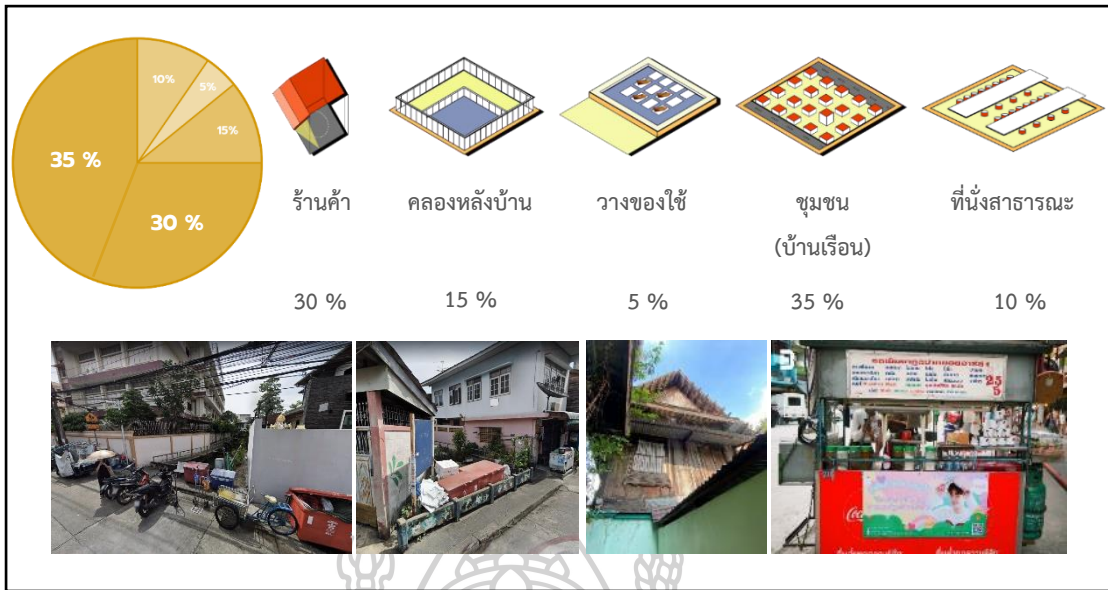 10%
5%
15%
35 %
30 %
ร้านค้า
คลองหลังบ้าน
วางของใช้
ชุมชน
(บ้านเรือน)
ที่นั่งสาธารณะ
30 %
15 %
5 %
35 %
10 %
25
5